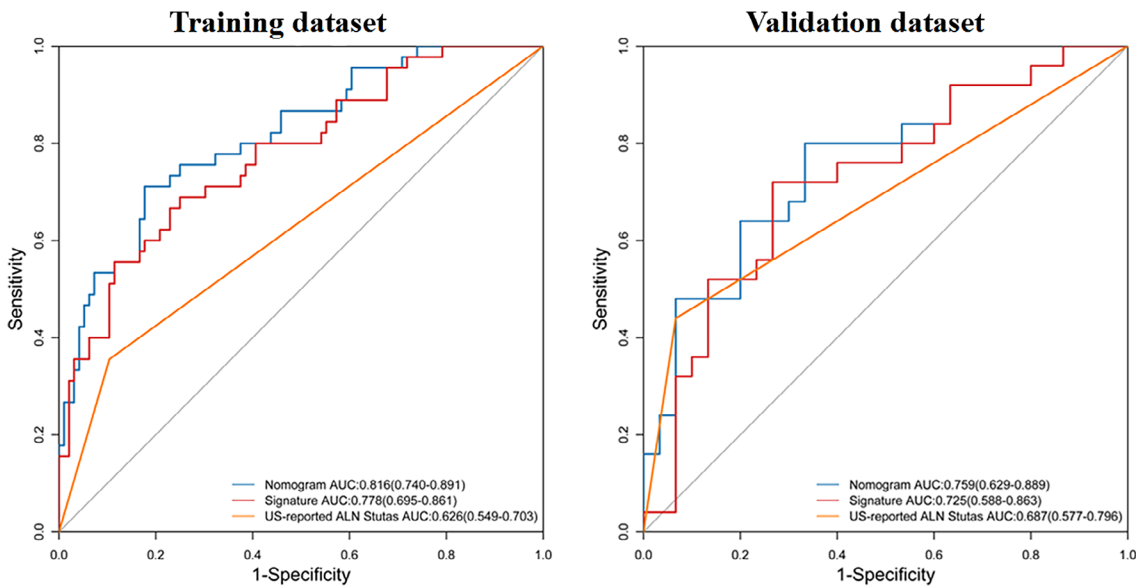 Training dataset
1.0
0.8
0.6
0.4
0.2
0.0
Sensitivity
Nomogram AUC:0.816(0.740-0.891)
Signature AUC:0.778(0.695-0.861)
US-reported ALN Stutas AUC:0.626(0.549-0.703)
0.0 0.2 0.4 0.6 0.8 1.0
1-Specificity
Validation dataset
1.0
0.8
0.6
0.4
0.2
0.0
Sensitivity
Nomogram AUC:0.759(0.629-0.889)
Signature AUC:0.725(0.588-0.863)
US-reported ALN Stutas AUC:0.687(0.577-0.796)
0.0 0.2 0.4 0.6 0.8 1.0
1-Specificity